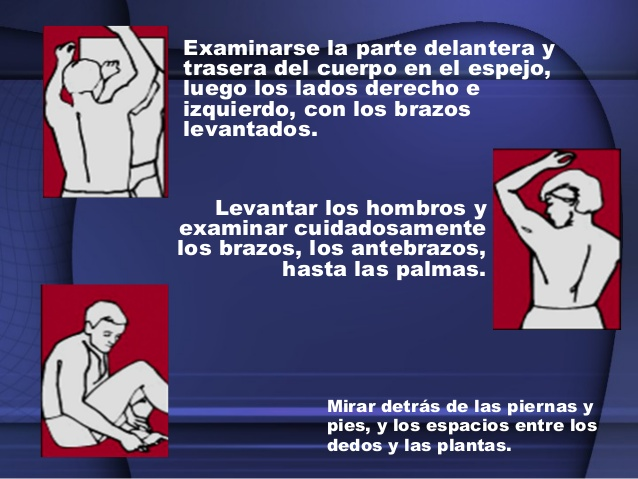 Examinarse la parte delantera y
trasera del cuerpo en el espejo,
luego los lados derecho e
izquierdo, con los brazos
levantados.
Levantar los hombros y
examinar cuidadosamente
los brazos, los antebrazos,
hasta las palmas.
Mirar detrás de las piernas y
pies, y los espacios entre los
dedos y las plantas.